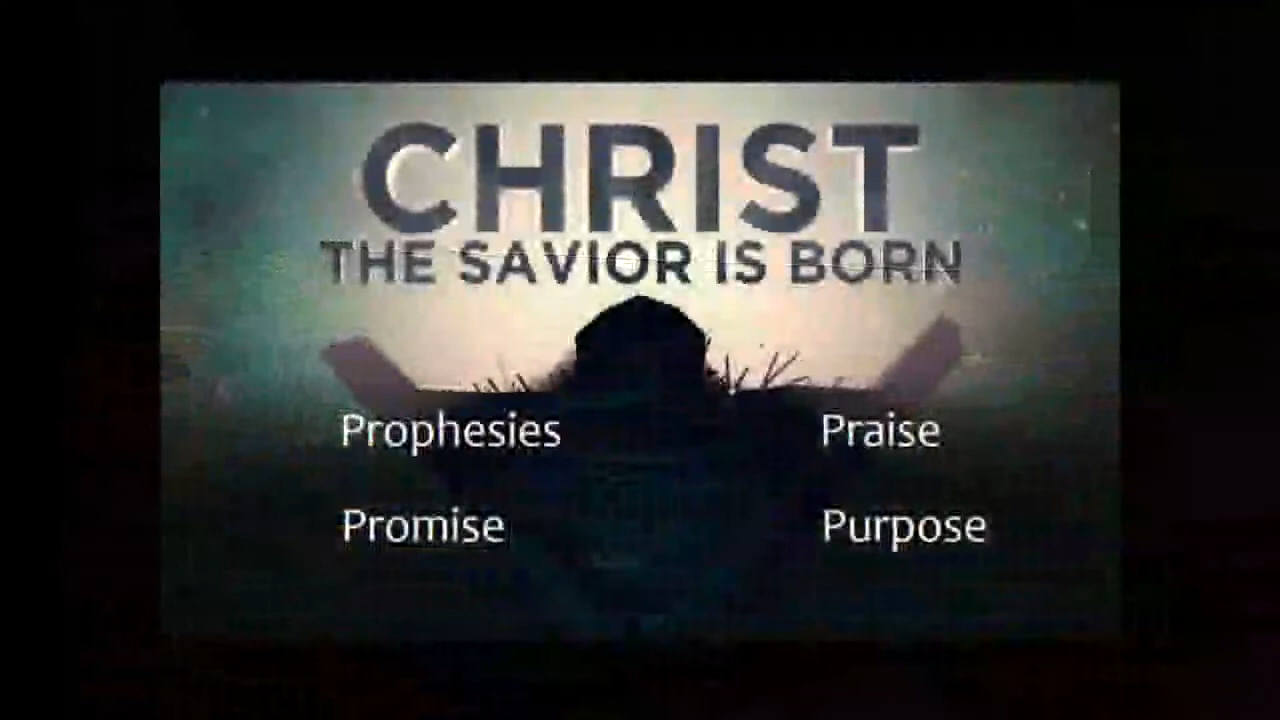 CHRIST
THE SAVIOR IS BORN
Prophesies
Praise
Promise
Purpose